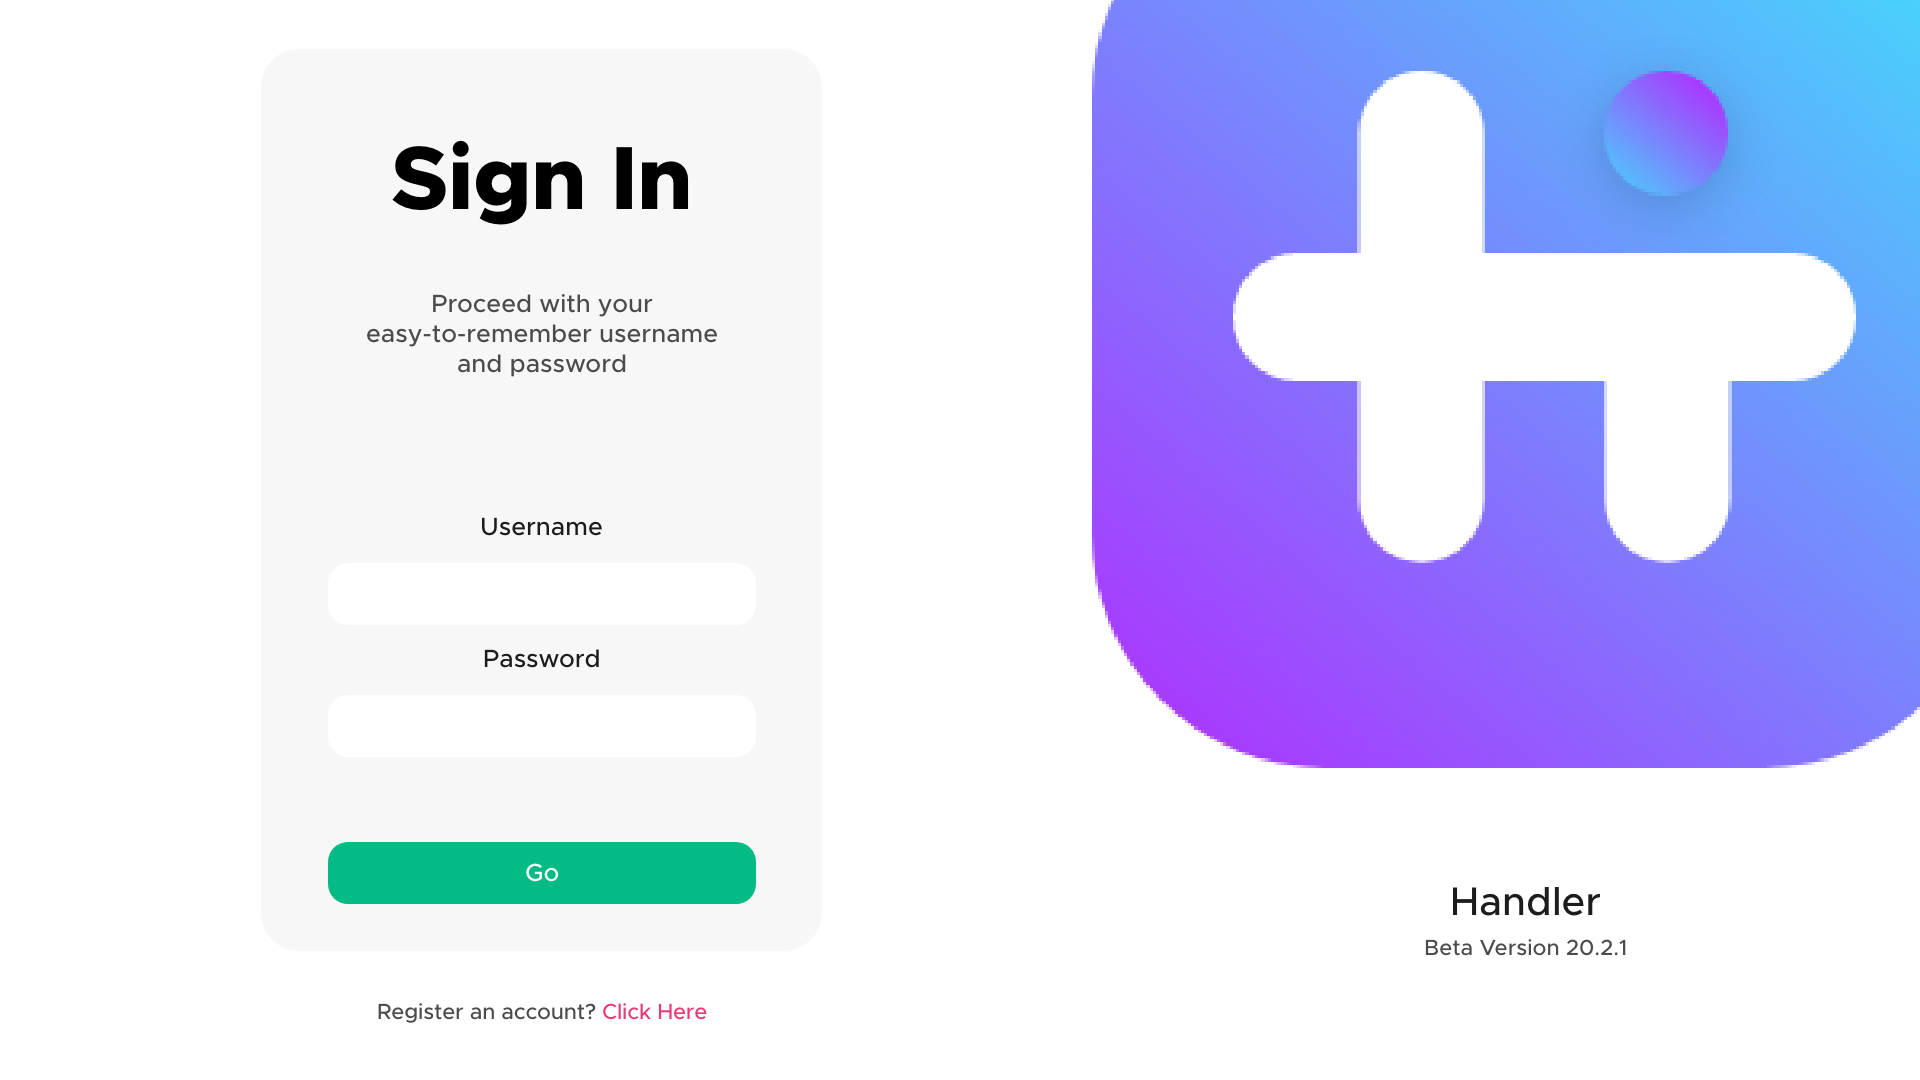 Sign In
Proceed with your
easy-to-remember username
and password
Username
Password
Go
Register an account? Click Here
Handler
Beta Version 20.2.1